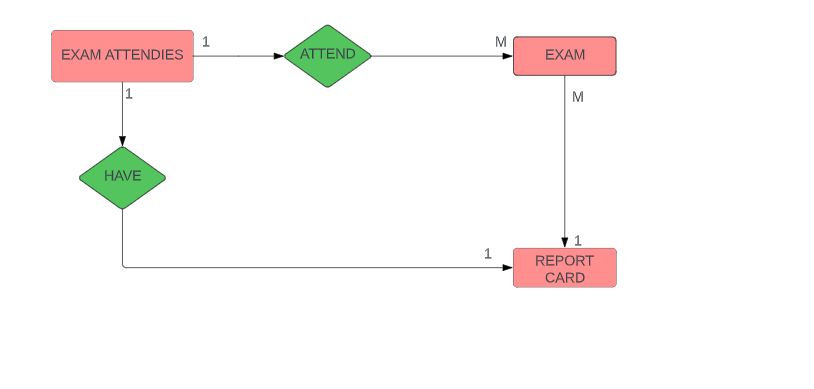 1
M
EXAM ATTENDIES
ATTEND
EXAM
1
M
HAVE
1
1
REPORT
CARD